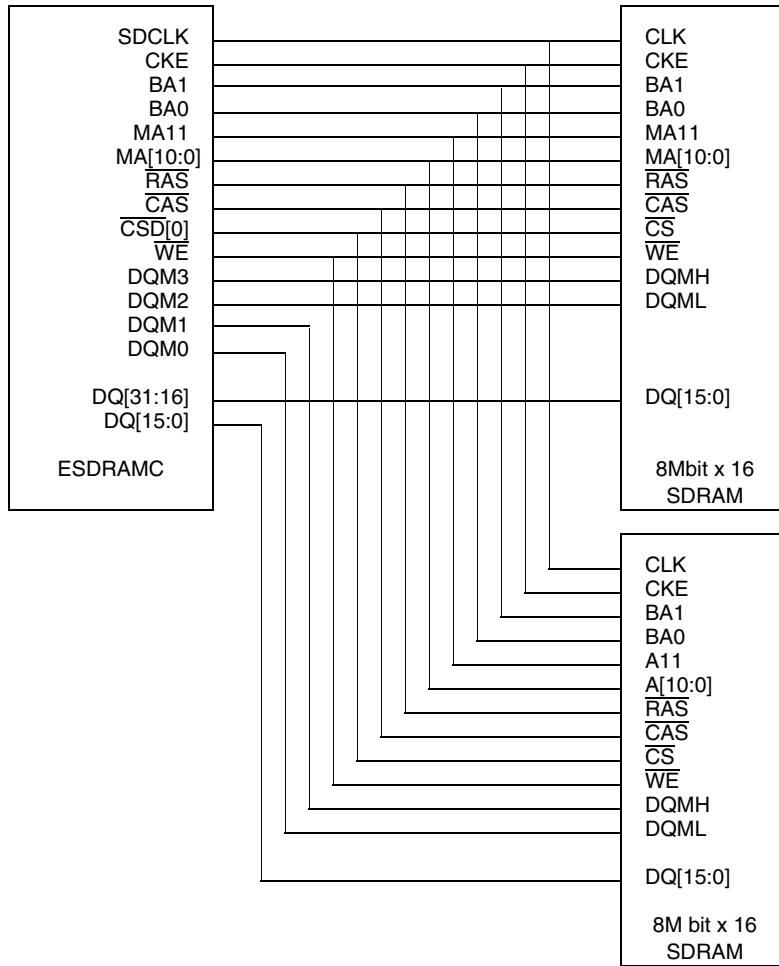 SDCLK
CKE
BA1
BA0
MA11
MA[10:0]
RAS
CAS
CSD[0]
WE
DQM3
DQM2
DQM1
DQM0
DQ[31:16]
DQ[15:0]
ESDRAMC
CLK
CKE
BA1
BA0
MA11
MA[10:0]
RAS
CAS
CS
WE
DQMH
DQML
DQ[15:0]
8Mbit x 16
SDRAM
CLK
CKE
BA1
BA0
A11
A[10:0]
RAS
CAS
CS
WE
DQMH
DQML
DQ[15:0]
8M bit x 16
SDRAM